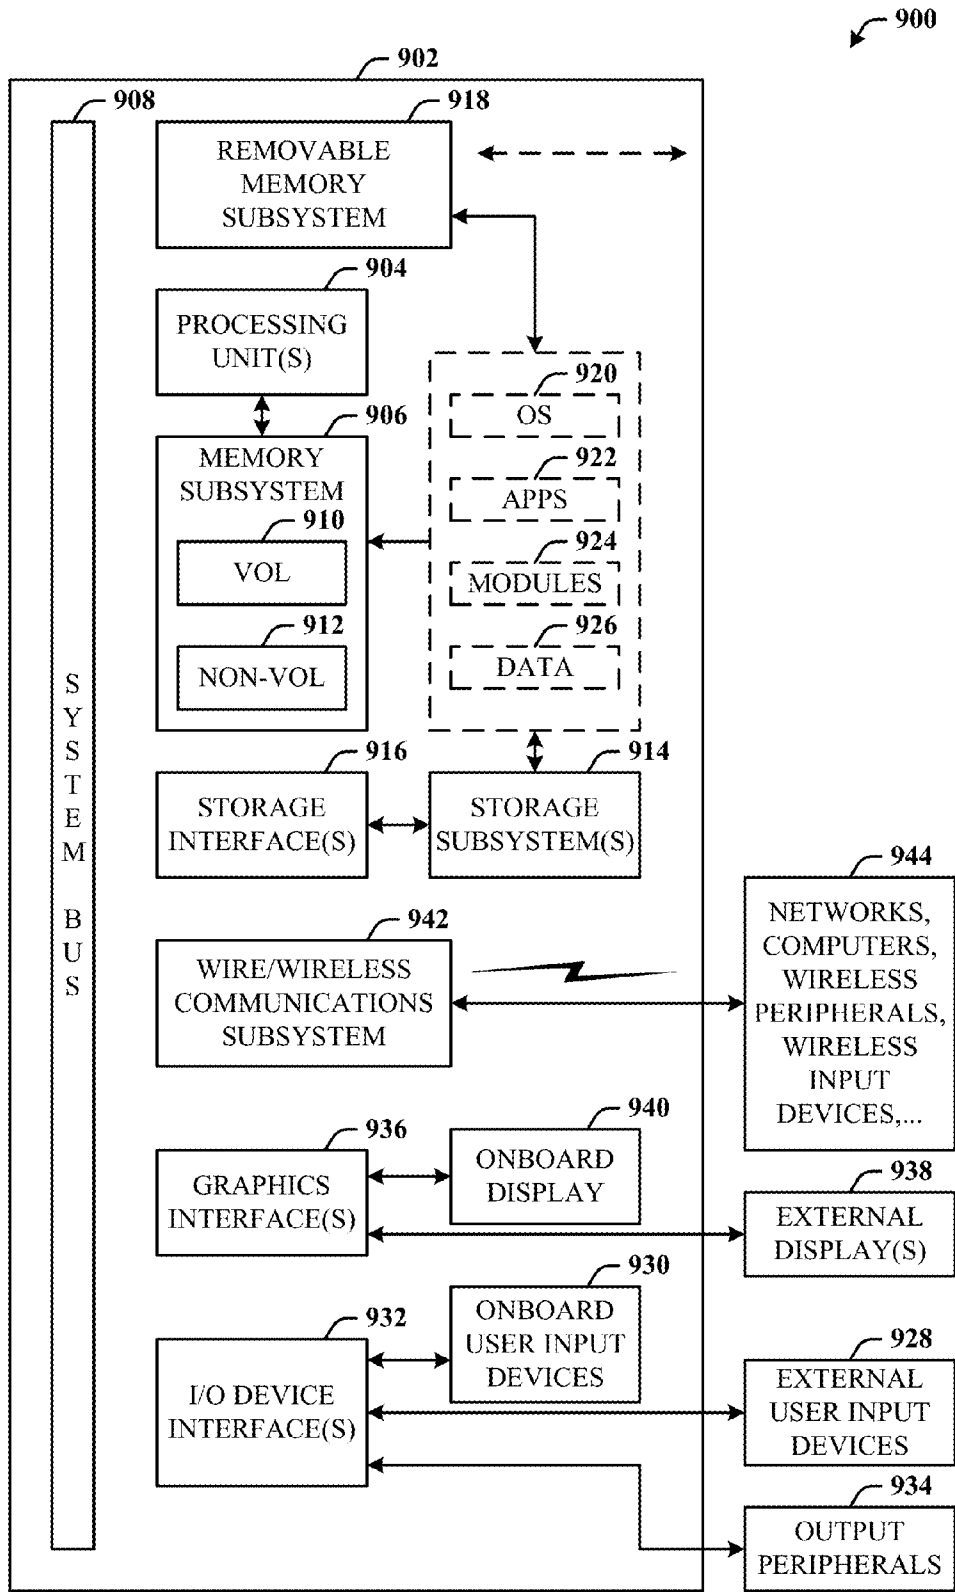 900
902
908
918
REMOVABLE
MEMORY
SUBSYSTEM
904
PROCESSING
UNIT(S)
906
MEMORY
SUBSYSTEM
910
VOL
912
NON-VOL
920
OS
922
APPS
924
MODULES
926
DATA
SYSTEM BUS
916
STORAGE
INTERFACE(S)
914
STORAGE
SUBSYSTEM(S)
942
WIRE/WIRELESS
COMMUNICATIONS
SUBSYSTEM
944
NETWORKS,
COMPUTERS,
WIRELESS
PERIPHERALS,
WIRELESS
INPUT
DEVICES,...
936
GRAPHICS
INTERFACE(S)
940
ONBOARD
DISPLAY
938
EXTERNAL
DISPLAY(S)
932
I/O DEVICE
INTERFACE(S)
930
ONBOARD
USER INPUT
DEVICES
928
EXTERNAL
USER INPUT
DEVICES
934
OUTPUT
PERIPHERALS